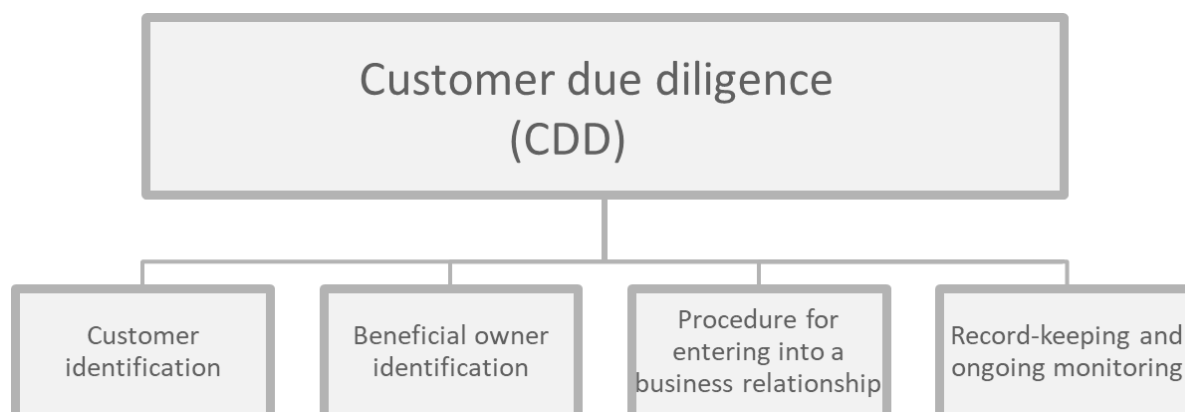 Customer due diligence
(CDD)
Customer
identification
Beneficial owner
identification
Procedure for
entering into a
business relationship
Record-keeping and
ongoing monitoring